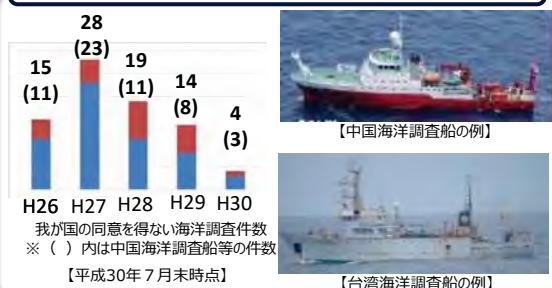 28
(23)
15
(11)
19
(11)
14
(8)
4
(3)
H26 H27 H28 H29 H30
我が国の同意を得ない海洋調査件数
※（ ）内は中国海洋調査船等の件数
【平成30年7月末時点】
【中国海洋調査船の例】
【台湾海洋調査船の例】